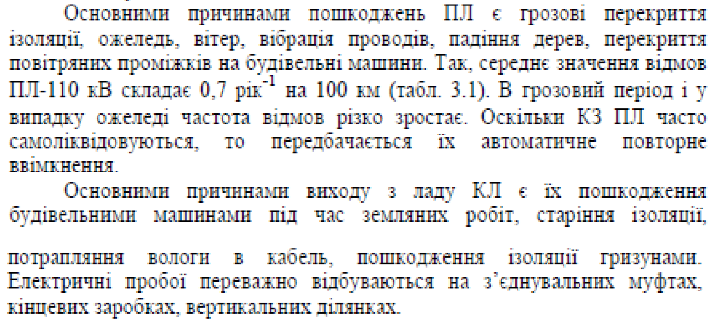 Основними причинами пошкоджень ПЛ є грозові перекриття
ізоляції, ожеледь, вітер, вібрація проводів, падіння дерев, перекриття
повітряних проміжків на будівельні машини. Так, середнє значення відмов
ПЛ-110 кВ складає 0,7 рік⁻¹ на 100 км (табл. 3.1). В грозовий період і у
випадку ожеледі частота відмов різко зростає. Оскільки КЗ ПЛ часто
самоліквідовуються, то передбачається їх автоматичне повторне
ввімкнення.
Основними причинами виходу з ладу КЛ є їх пошкодження
будівельними машинами під час земляних робіт, старіння ізоляції,
потрапляння вологи в кабель, пошкодження ізоляції гризунами.
Електричні пробої переважно відбуваються на з’єднувальних муфтах,
кінцевих заробках, вертикальних ділянках.